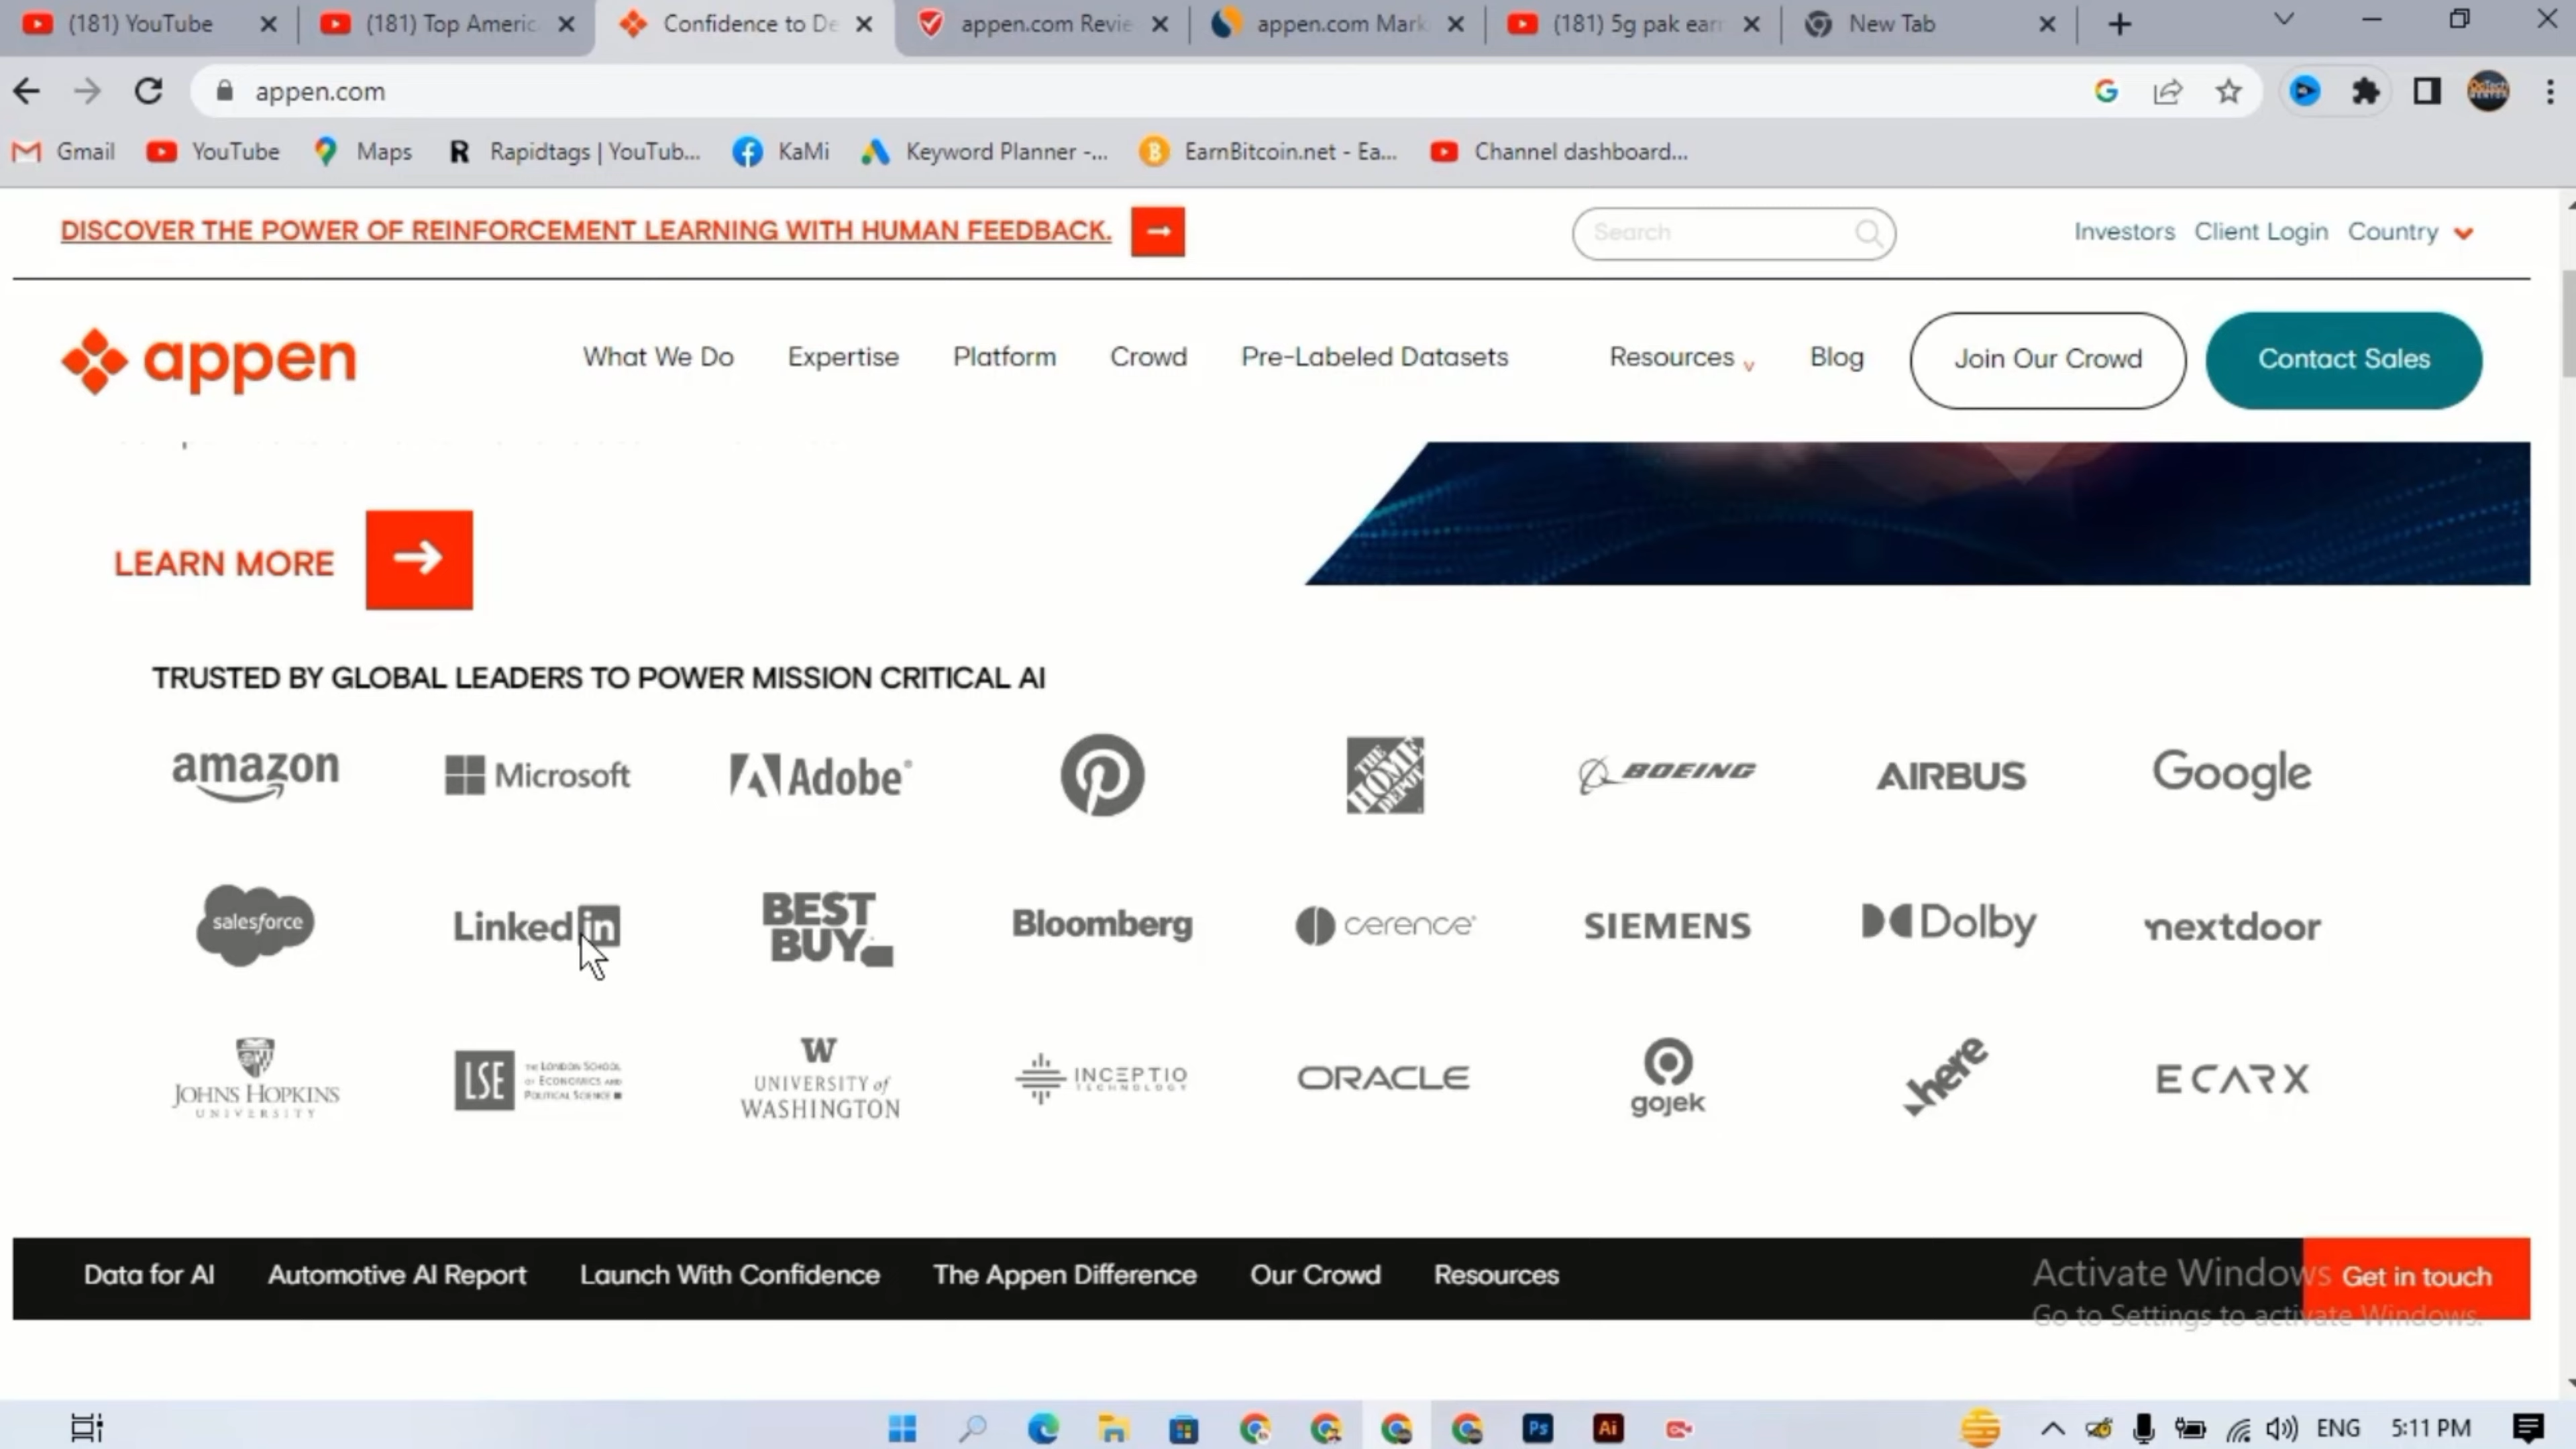 (181) YouTube
(181) Top Americ
Confidence to De
appen.com Revie
appen.com Mark
(181) 5g pak earn
New Tab
appen.com
Gmail
YouTube
Maps
Rapidtags | YouTub...
KaMi
Keyword Planner -...
EarnBitcoin.net - Ea...
Channel dashboard...
DISCOVER THE POWER OF REINFORCEMENT LEARNING WITH HUMAN FEEDBACK.
Search
Investors Client Login Country
appen
What We Do
Expertise
Platform
Crowd
Pre-Labeled Datasets
Resources
Blog
Join Our Crowd
Contact Sales
LEARN MORE
TRUSTED BY GLOBAL LEADERS TO POWER MISSION CRITICAL AI
amazon
Microsoft
Adobe
THE HOME DEPOT
BOEING
AIRBUS
Google
salesforce
Linkedin
BEST
BUY
Bloomberg
cerence
SIEMENS
Dolby
nextdoor
JOHNS HOPKINS
UNIVERSITY
LSE
THE LONDON SCHOOL
OF ECONOMICS AND
POLITICAL SCIENCE
W
UNIVERSITY of
WASHINGTON
INCEPTIO
TECHNOLOGY
ORACLE
gojek
here
ECARX
Data for AI
Automotive AI Report
Launch With Confidence
The Appen Difference
Our Crowd
Resources
Get in touch
Activate Windows
Go to Settings to activate Windows.
Ps
Ai
ENG
5:11 PM